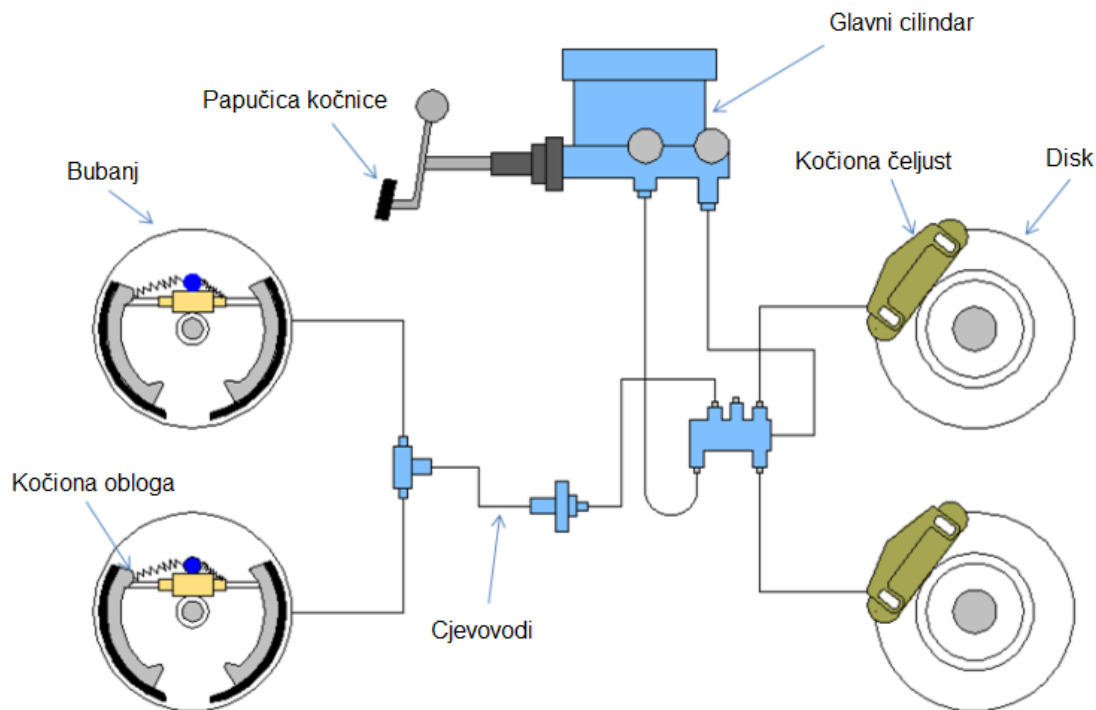 Glavni cilindar
Papučica kočnice
Kočiona čeljust
Disk
Bubanj
Kočiona obloga
Cjevovodi